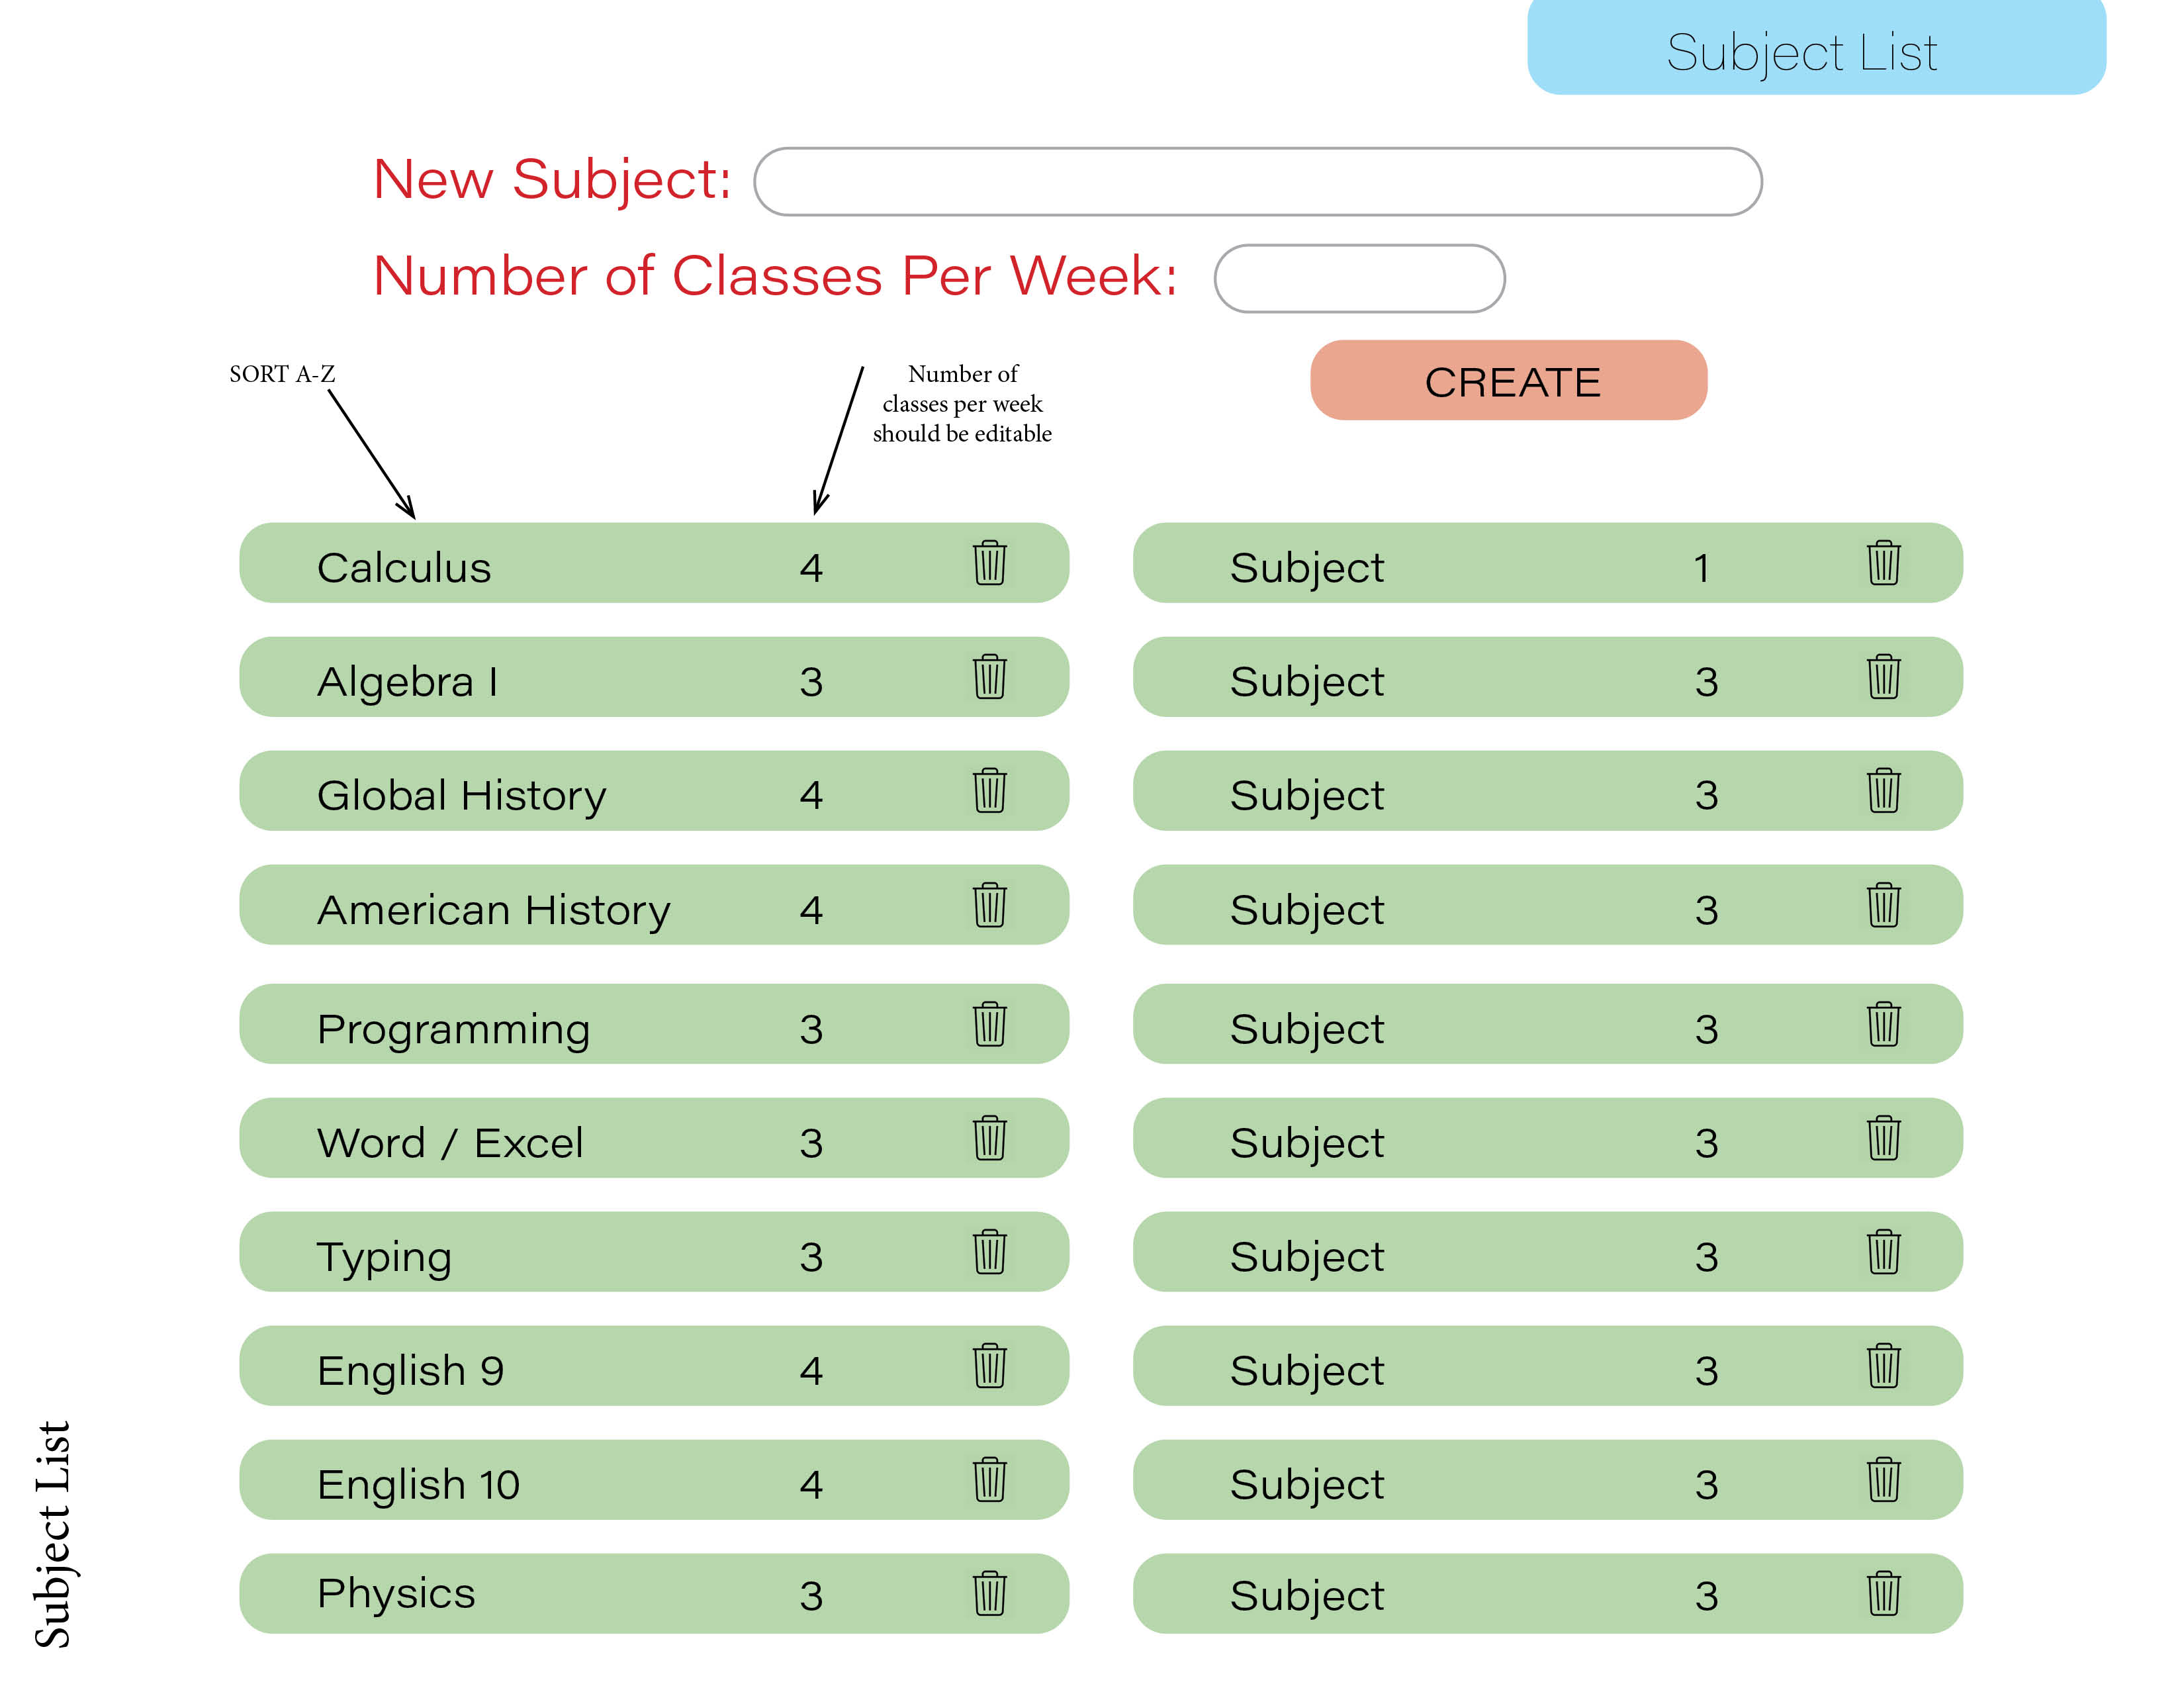 Subject List
New Subject:
Number of Classes Per Week:
SORT A-Z
Number of
classes per week
should be editable
CREATE
Calculus 4
Subject 1
Algebra I 3
Subject 3
Global History 4
Subject 3
American History 4
Subject 3
Programming 3
Subject 3
Word / Excel 3
Subject 3
Typing 3
Subject 3
English 9 4
Subject 3
English 10 4
Subject 3
Physics 3
Subject 3
Subject List